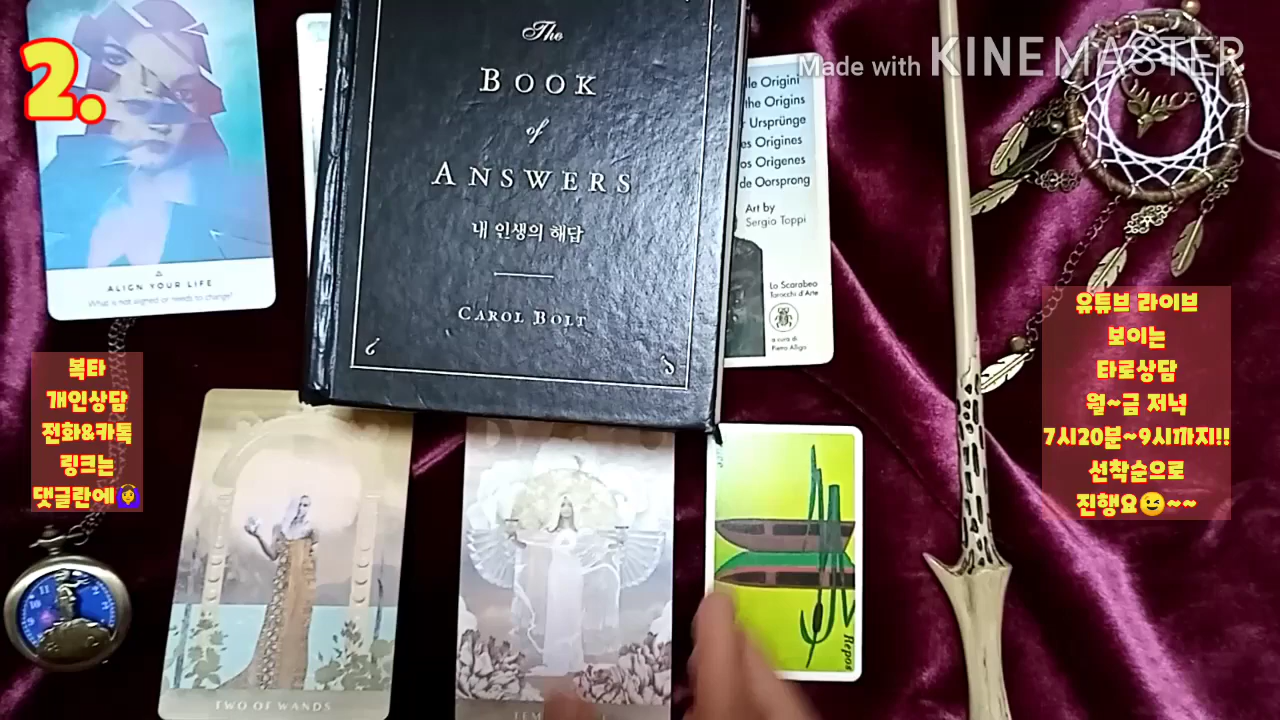 2.
Made with KINEMASTER
The
BOOK
of
ANSWERS
내 인생의 해답
CAROL BOLT
ALIGN YOUR LIFE
What is not aligned or needs to change?
le Origini
the Origins
r Ursprünge
es Origines
os Origenes
de Oorsprong
Art by
Sergio Toppi
Lo Scarabeo
Tarocchi d'Arte
a cura di
Pietro Alligo
복타
개인상담
전화&카톡
링크는
댓글란에🙆‍♀️
유튜브 라이브
보이는
타로상담
월~금 저녁
7시20분~9시까지!!
선착순으로
진행요😉~~
TWO OF WANDS
Repos